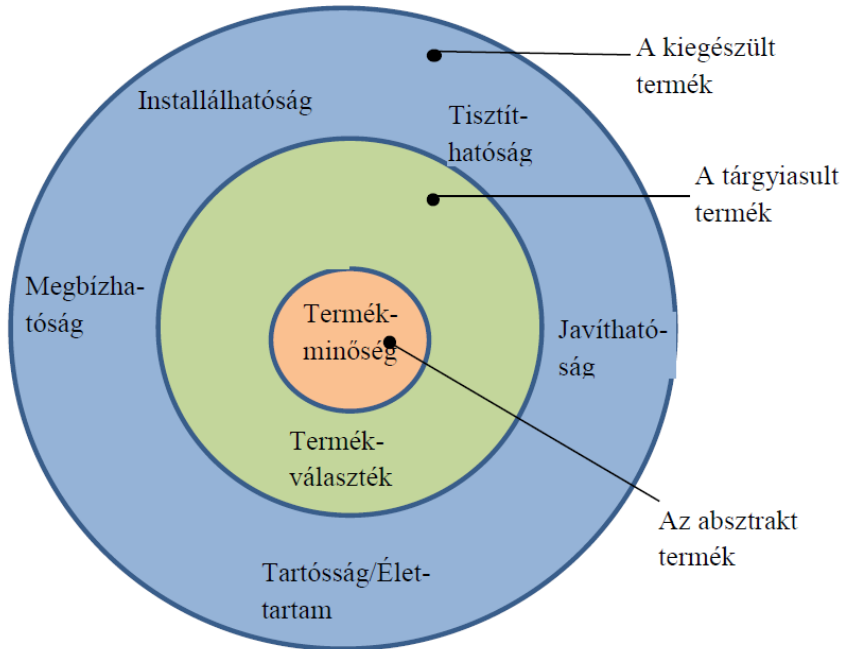 A kiegészült
termék
Installálhatóság
Tisztít-
hatóság
A tárgyiasult
termék
Megbízha-
tóság
Termék-
minőség
Javítható-
ság
Termék-
választék
Az absztrakt
termék
Tartósság/Élet-
tartam